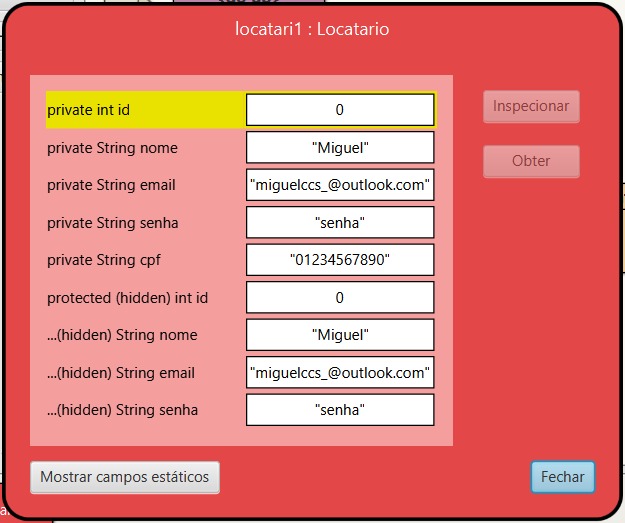 locatari1 : Locatario
private int id 0
Inspecionar
private String nome "Miguel"
Obter
private String email "miguelccs_@outlook.com"
private String senha "senha"
private String cpf "01234567890"
protected (hidden) int id 0
...(hidden) String nome "Miguel"
...(hidden) String email "miguelccs_@outlook.com"
...(hidden) String senha "senha"
Mostrar campos estáticos
Fechar